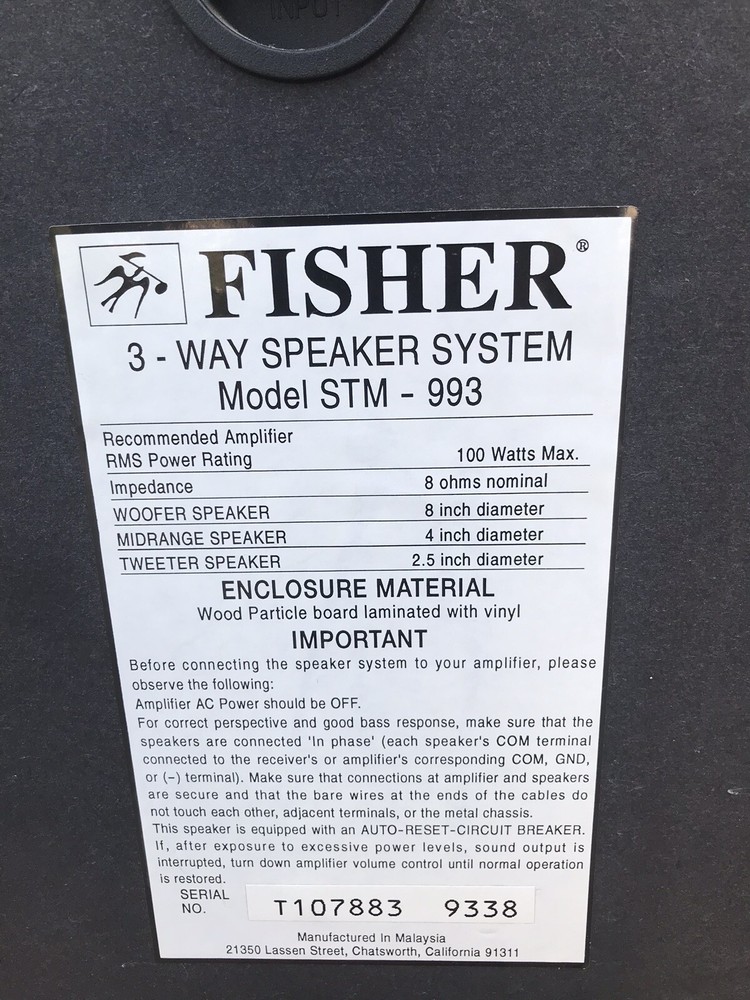 INPUT
FISHER®
3 - WAY SPEAKER SYSTEM
Model STM - 993
Recommended Amplifier
RMS Power Rating 100 Watts Max.
Impedance 8 ohms nominal
WOOFER SPEAKER 8 inch diameter
MIDRANGE SPEAKER 4 inch diameter
TWEETER SPEAKER 2.5 inch diameter
ENCLOSURE MATERIAL
Wood Particle board laminated with vinyl
IMPORTANT
Before connecting the speaker system to your amplifier, please
observe the following:
Amplifier AC Power should be OFF.
For correct perspective and good bass response, make sure that the
speakers are connected 'In phase' (each speaker's COM terminal
connected to the receiver's or amplifier's corresponding COM, GND,
or (-) terminal). Make sure that connections at amplifier and speakers
are secure and that the bare wires at the ends of the cables do
not touch each other, adjacent terminals, or the metal chassis.
This speaker is equipped with an AUTO-RESET-CIRCUIT BREAKER.
If, after exposure to excessive power levels, sound output is
interrupted, turn down amplifier volume control until normal operation
is restored.
SERIAL
NO. T107883 9338
Manufactured In Malaysia
21350 Lassen Street, Chatsworth, California 91311